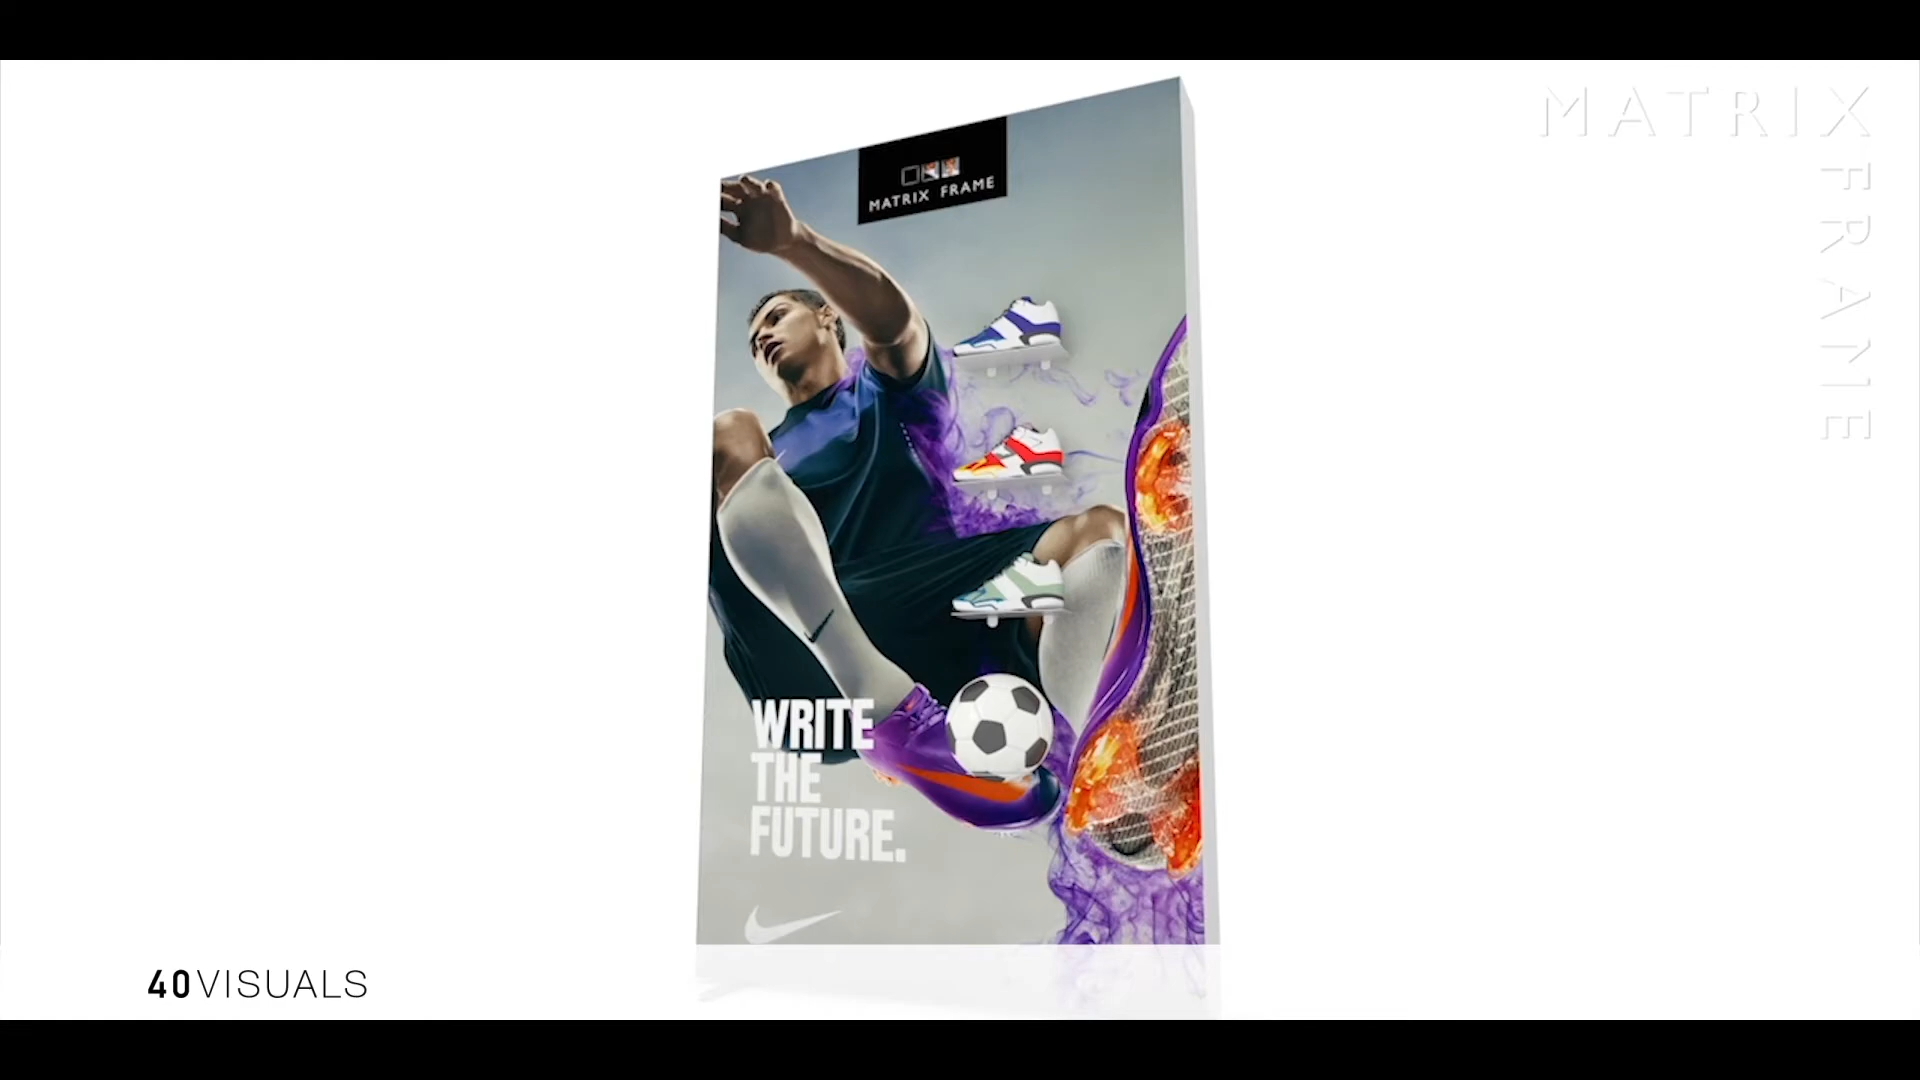 MATRIX
FRAME
MATRIX FRAME
WRITE
THE
FUTURE.
40VISUALS